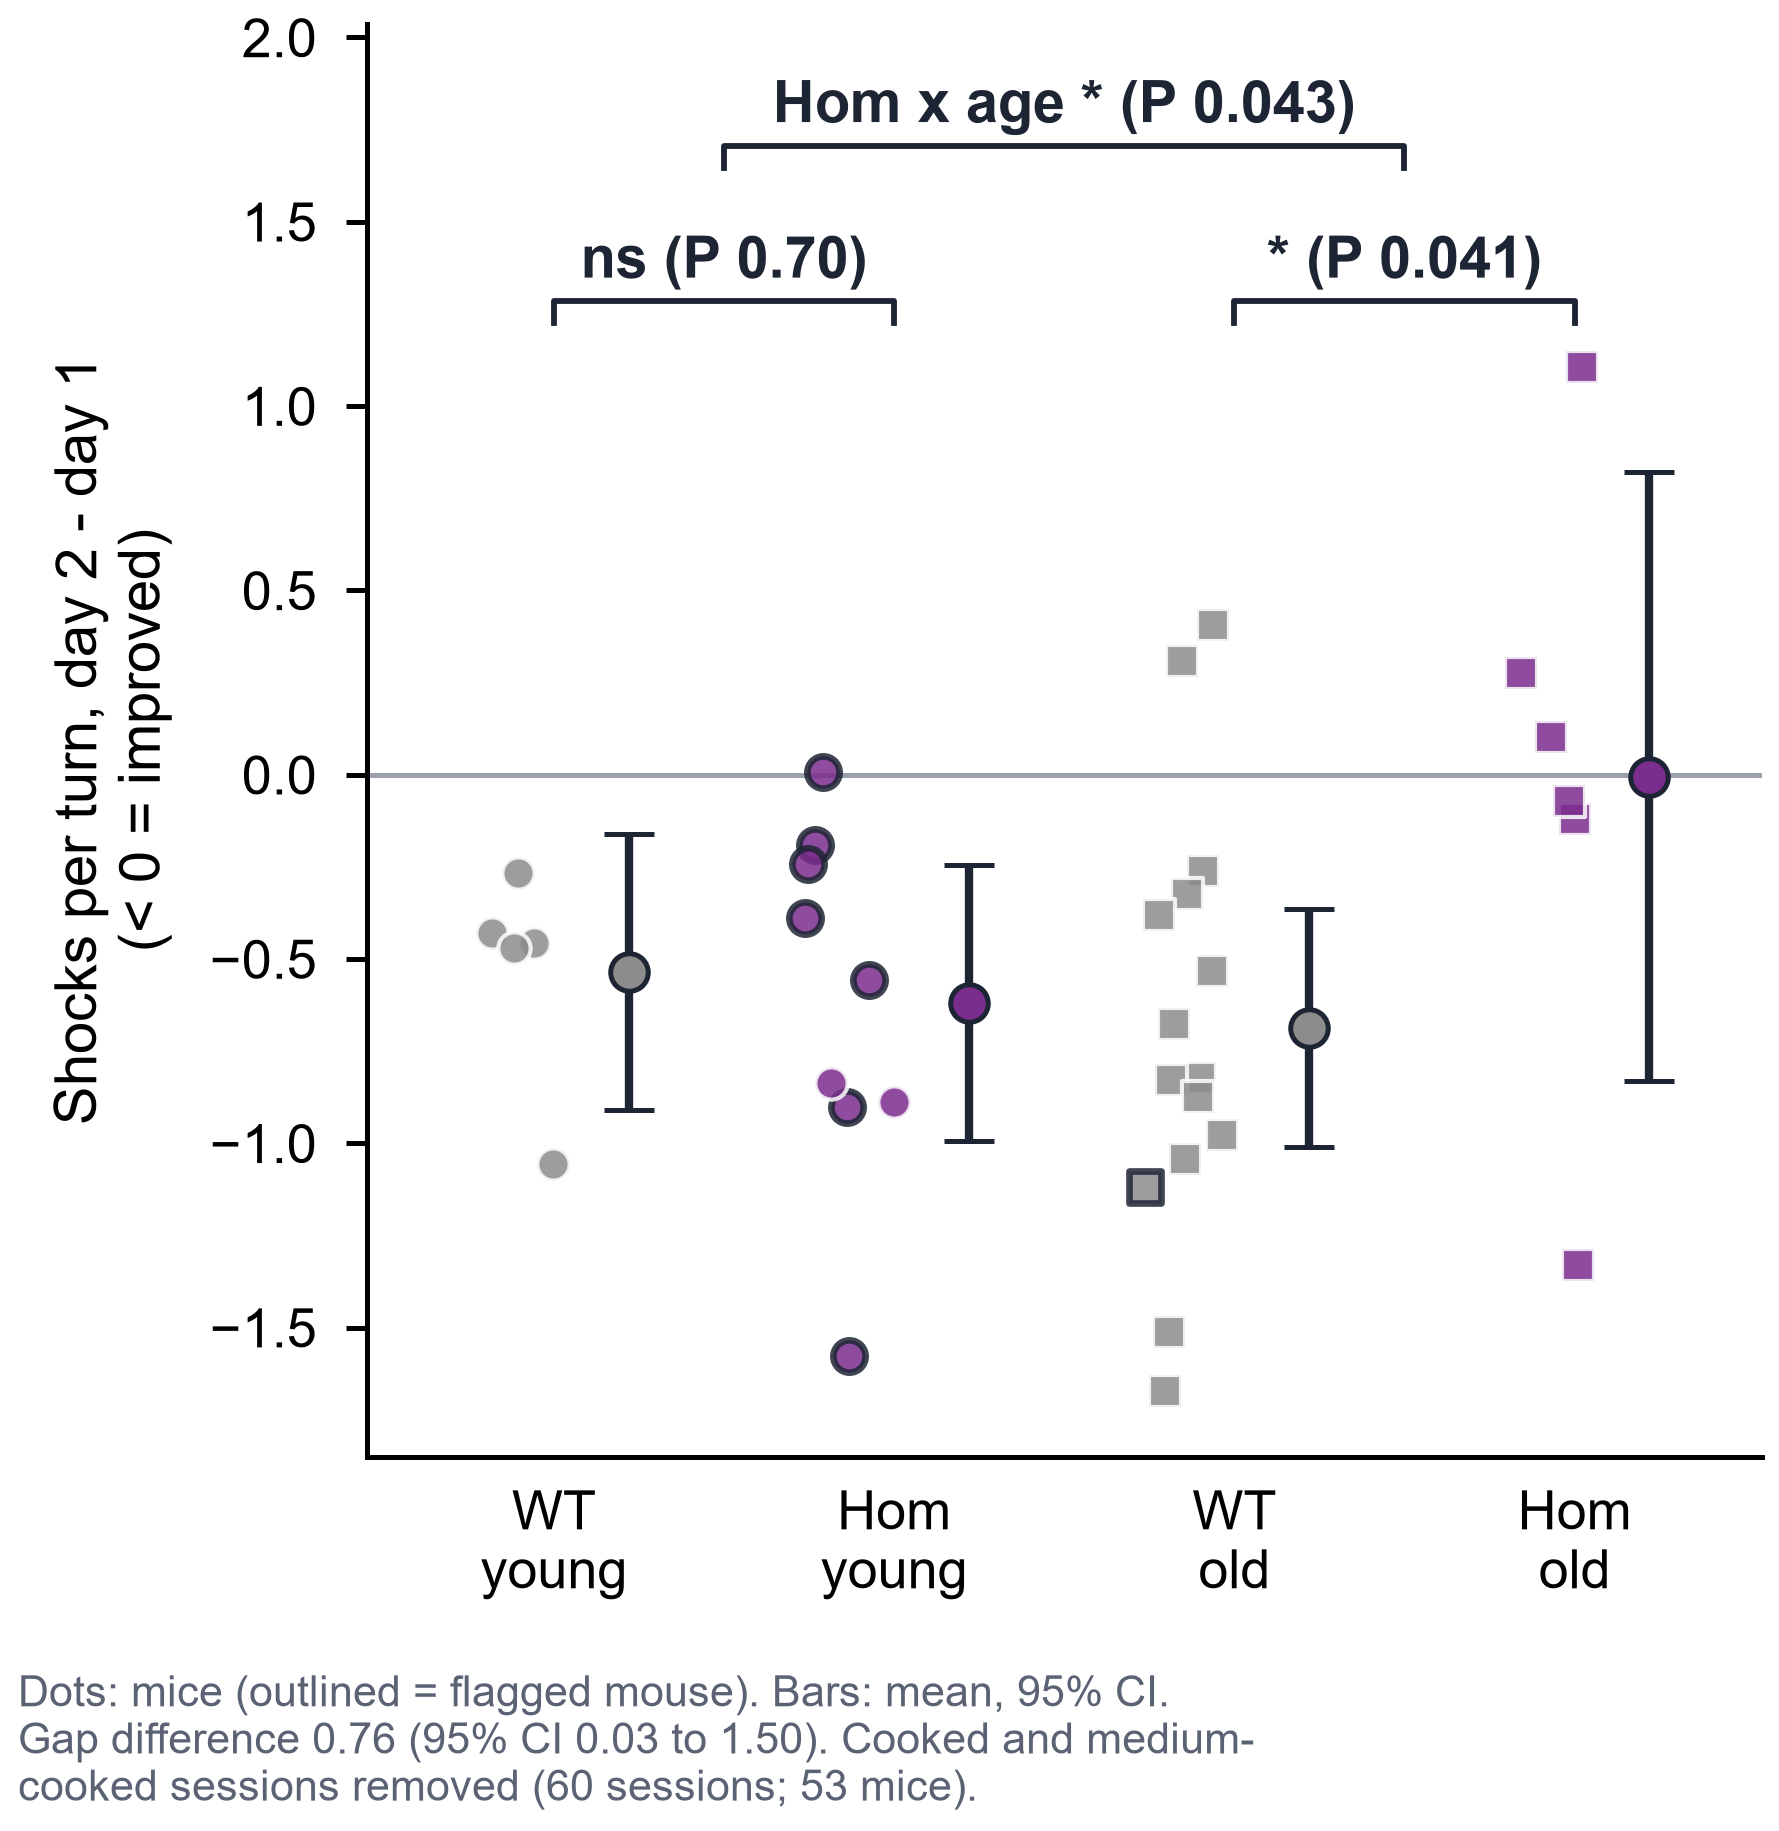 Hom x age * (P 0.043)
ns (P 0.70)
* (P 0.041)
2.0
1.5
1.0
0.5
0.0
−0.5
−1.0
−1.5
Shocks per turn, day 2 - day 1
(< 0 = improved)
WT
young
Hom
young
WT
old
Hom
old
Dots: mice (outlined = flagged mouse). Bars: mean, 95% CI.
Gap difference 0.76 (95% CI 0.03 to 1.50). Cooked and medium-
cooked sessions removed (60 sessions; 53 mice).